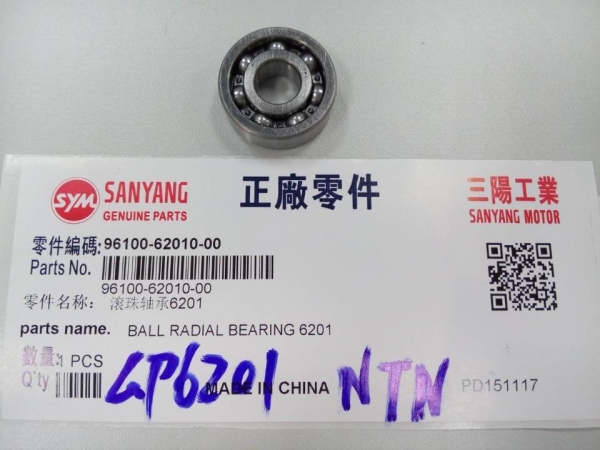 SYM SANYANG 正廠零件 三陽工業
GENUINE PARTS SANYANG MOTOR
零件編碼:96100-62010-00
Parts No.
96100-62010-00
零件名称: 滚珠轴承6201
parts name. BALL RADIAL BEARING 6201
數量: 1 PCS
Q`ty
GP6201 NTN
MADE IN CHINA PD151117